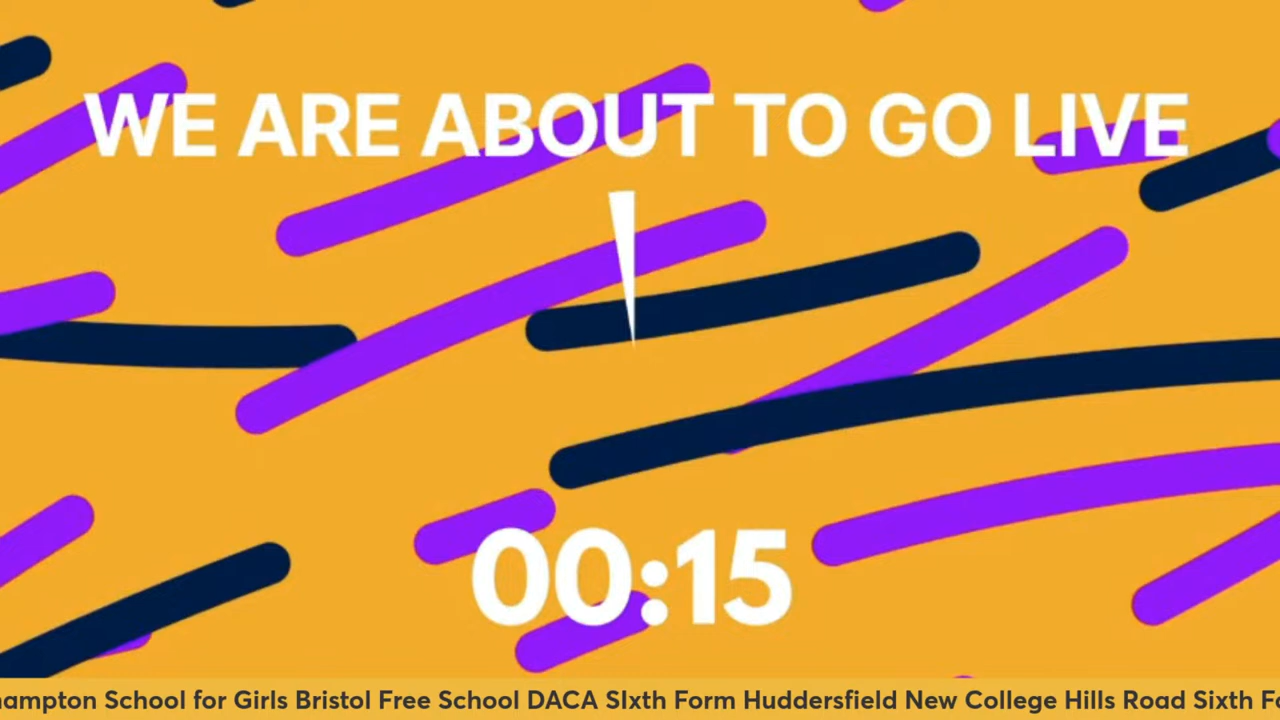 WE ARE ABOUT TO GO LIVE
00:15
hampton School for Girls Bristol Free School DACA SIxth Form Huddersfield New College Hills Road Sixth Fo